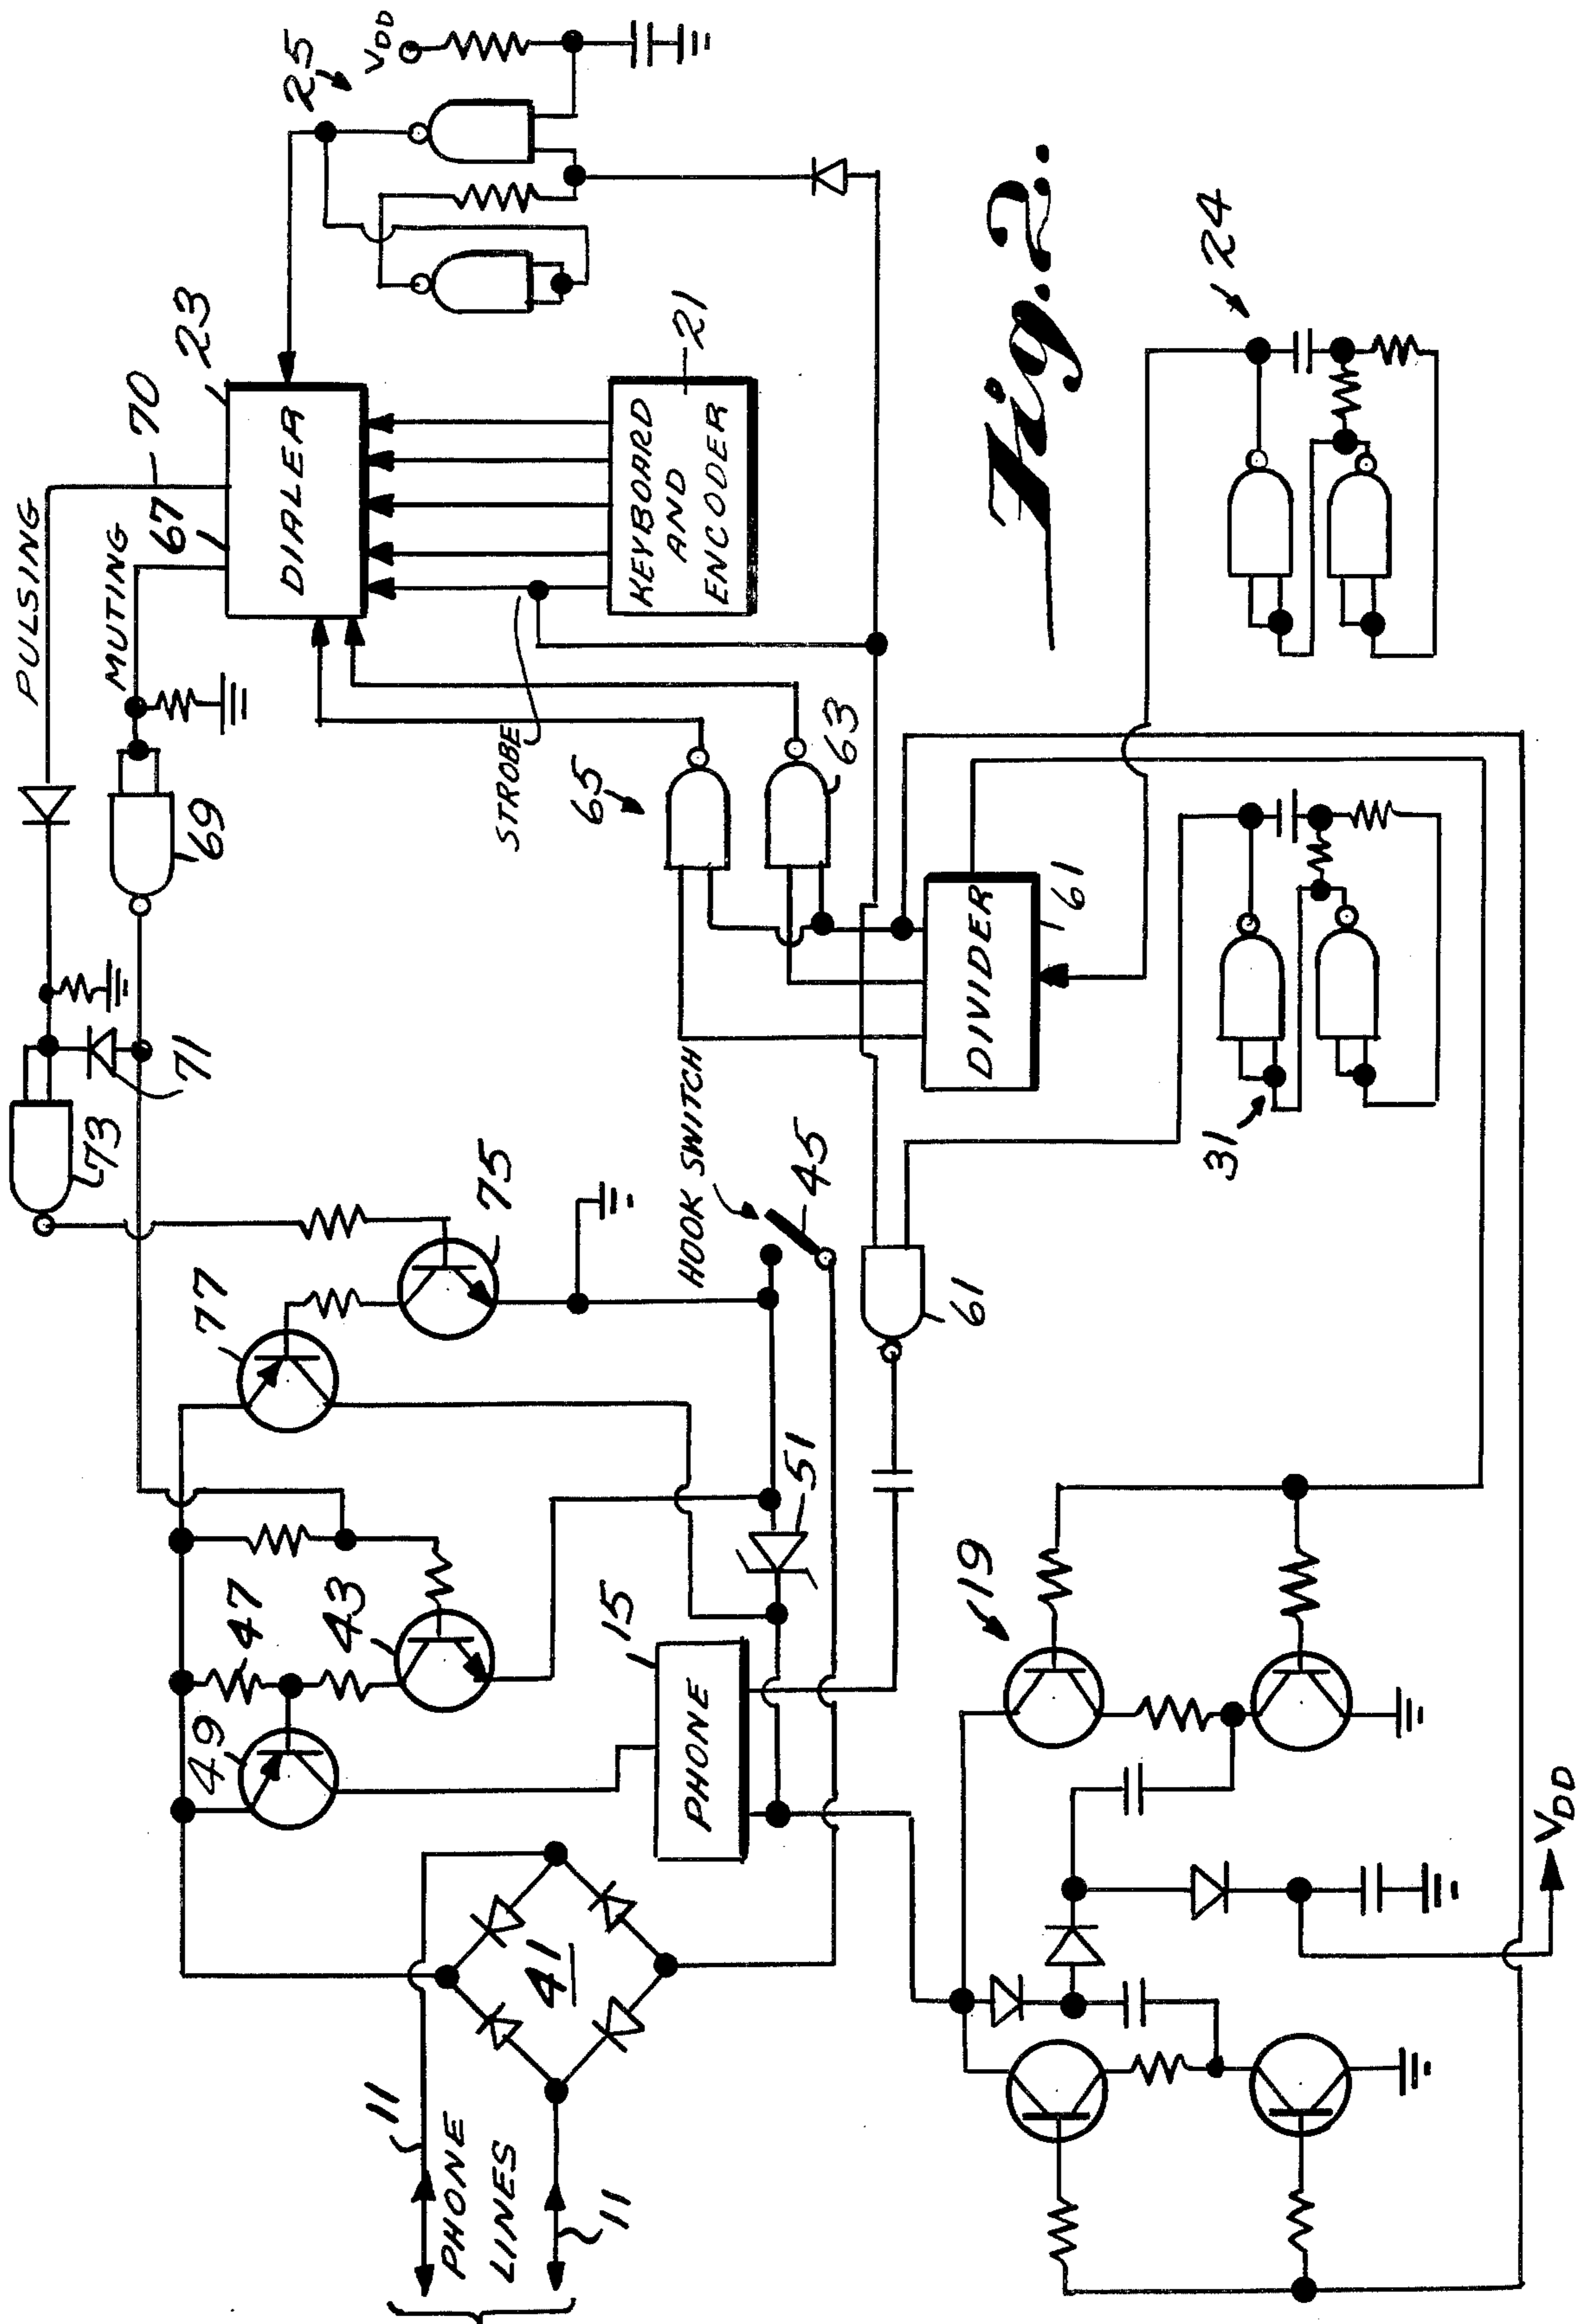 PULSING
70
23
25
VDD
67
MUTING
DIALER
69
71
73
75
77
47
49
43
KEYBOARD
AND
ENCODER
21
STROBE
65
63
HOOK SWITCH
45
51
15
PHONE
61
DIVIDER
61
41
11
PHONE
LINES
11
19
31
24
VDD
Fig. 2.